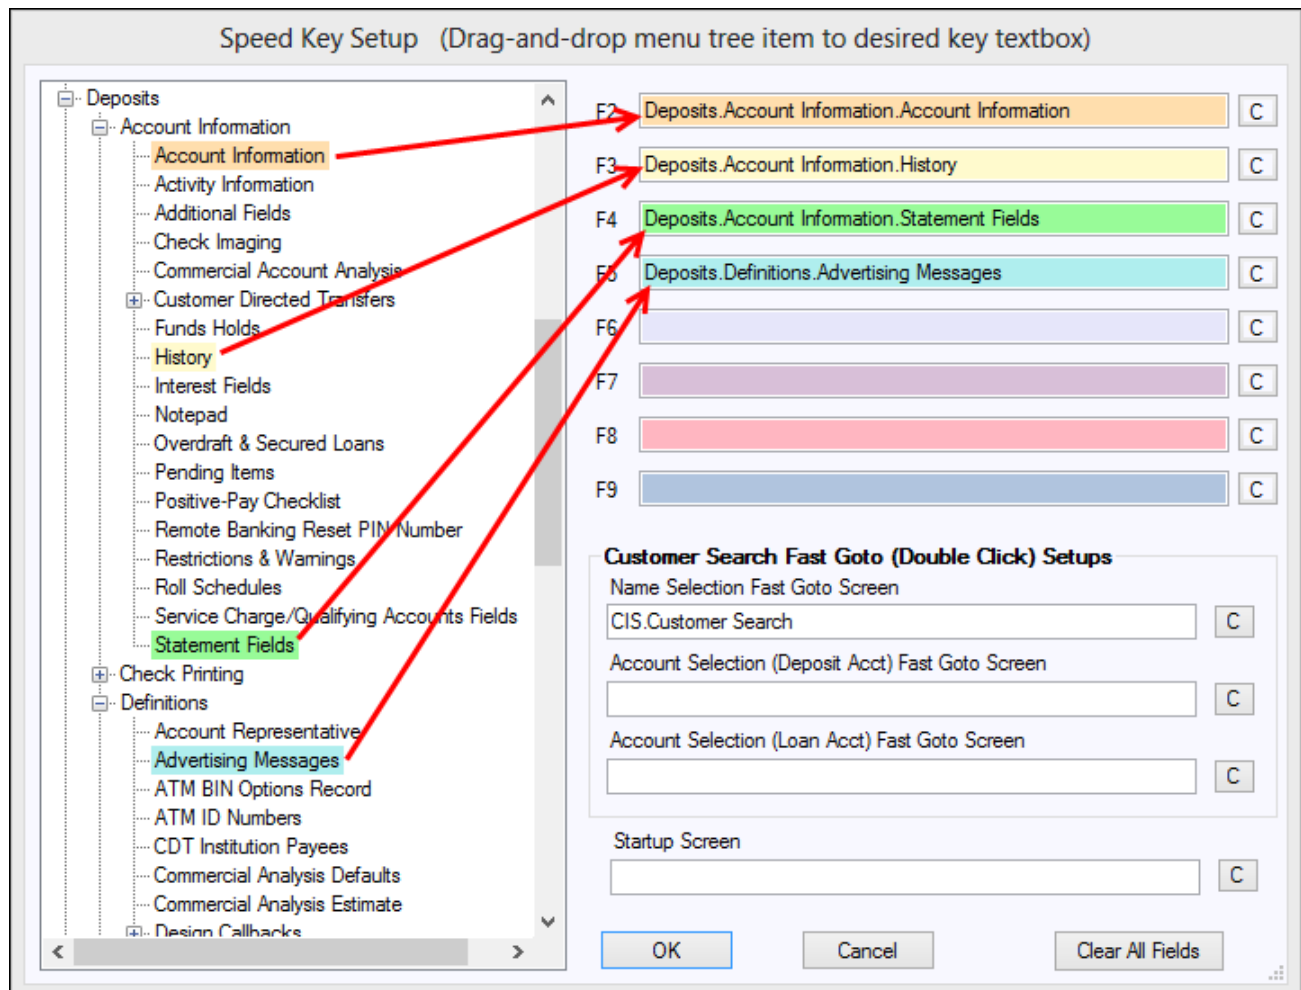 Speed Key Setup (Drag-and-drop menu tree item to desired key textbox)
Deposits
Account Information
Account Information
Activity Information
Additional Fields
Check Imaging
Commercial Account Analysis
Customer Directed Transfers
Funds Holds
History
Interest Fields
Notepad
Overdraft & Secured Loans
Pending Items
Positive-Pay Checklist
Remote Banking Reset PIN Number
Restrictions & Warnings
Roll Schedules
Service Charge/Qualifying Accounts Fields
Statement Fields
Check Printing
Definitions
Account Representative
Advertising Messages
ATM BIN Options Record
ATM ID Numbers
CDT Institution Payees
Commercial Analysis Defaults
Commercial Analysis Estimate
Design Callbacks
F2 Deposits.Account Information.Account Information C
F3 Deposits.Account Information.History C
F4 Deposits.Account Information.Statement Fields C
F5 Deposits.Definitions.Advertising Messages C
F6 C
F7 C
F8 C
F9 C
Customer Search Fast Goto (Double Click) Setups
Name Selection Fast Goto Screen
CIS.Customer Search C
Account Selection (Deposit Acct) Fast Goto Screen
C
Account Selection (Loan Acct) Fast Goto Screen
C
Startup Screen
C
OK Cancel Clear All Fields